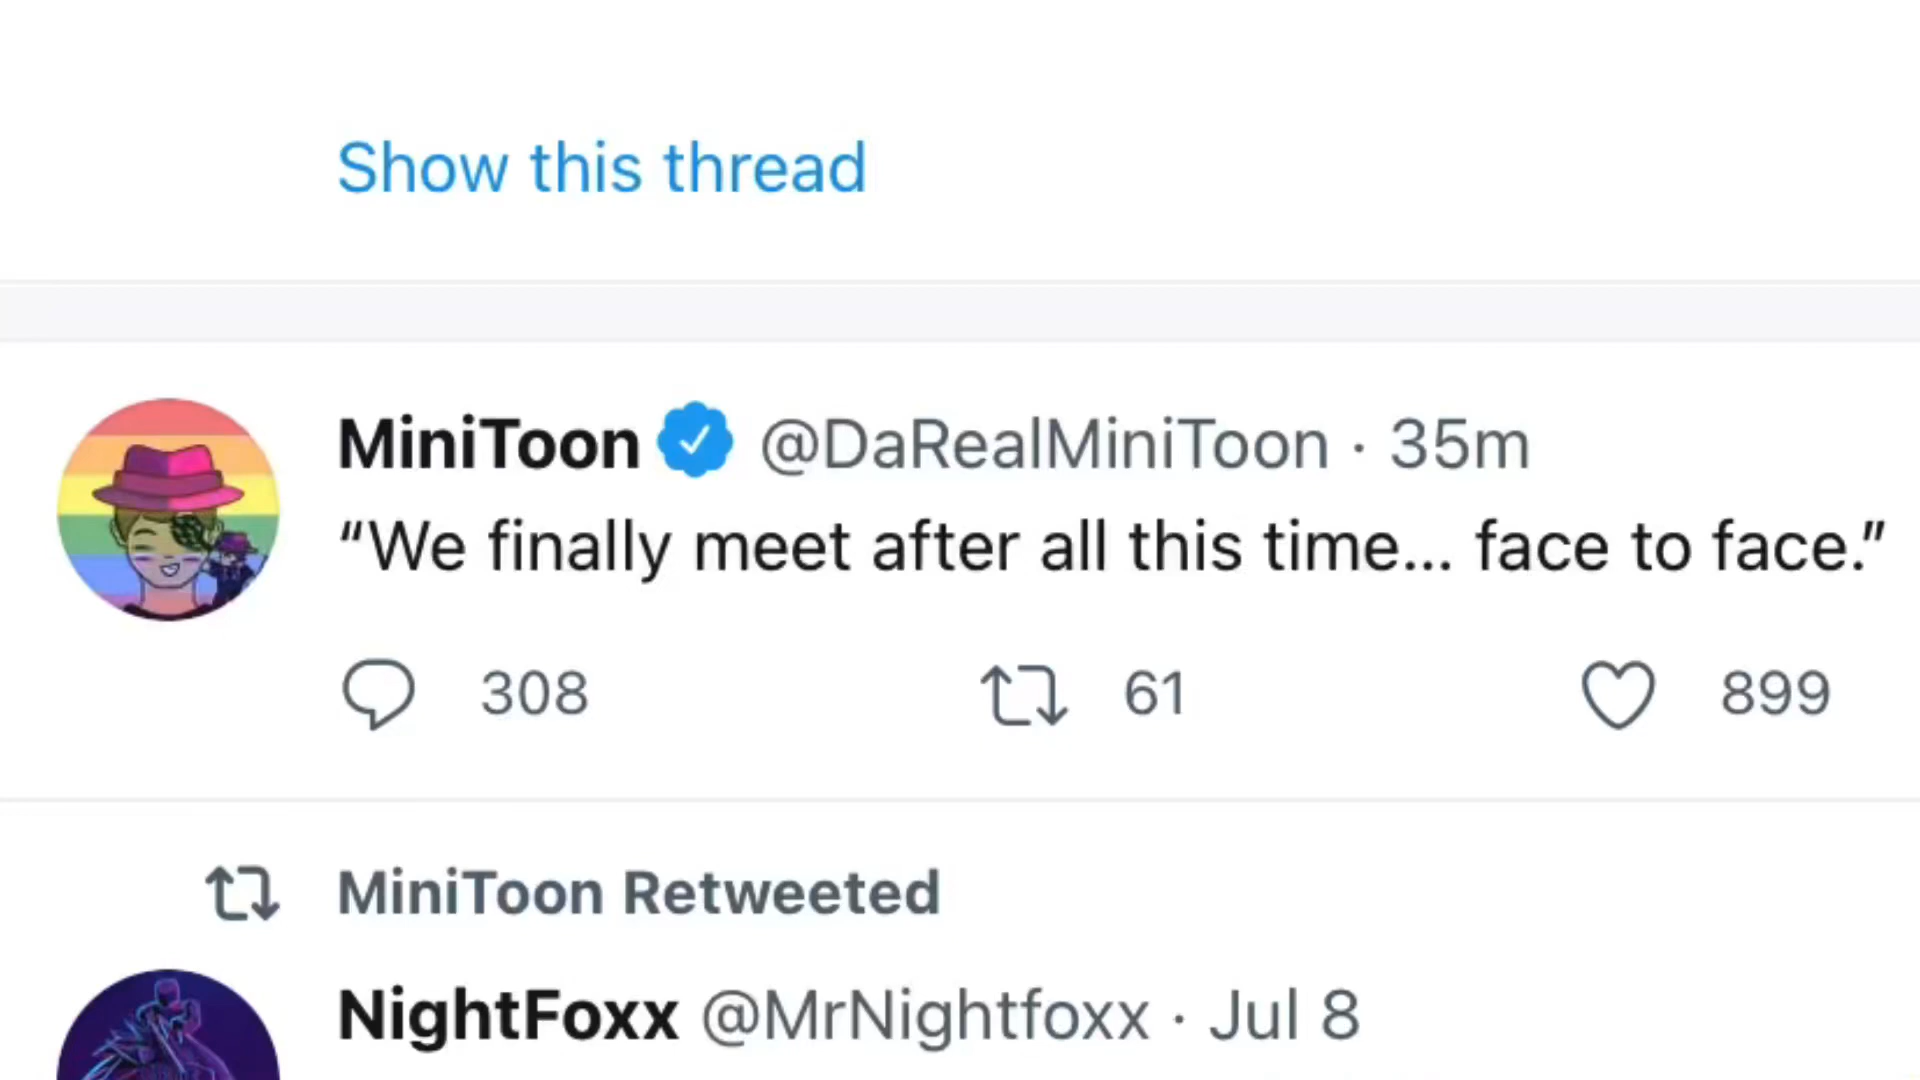 Show this thread
MiniToon @DaRealMiniToon · 35m
“We finally meet after all this time... face to face.”
308 61 899
MiniToon Retweeted
NightFoxx @MrNightfoxx · Jul 8